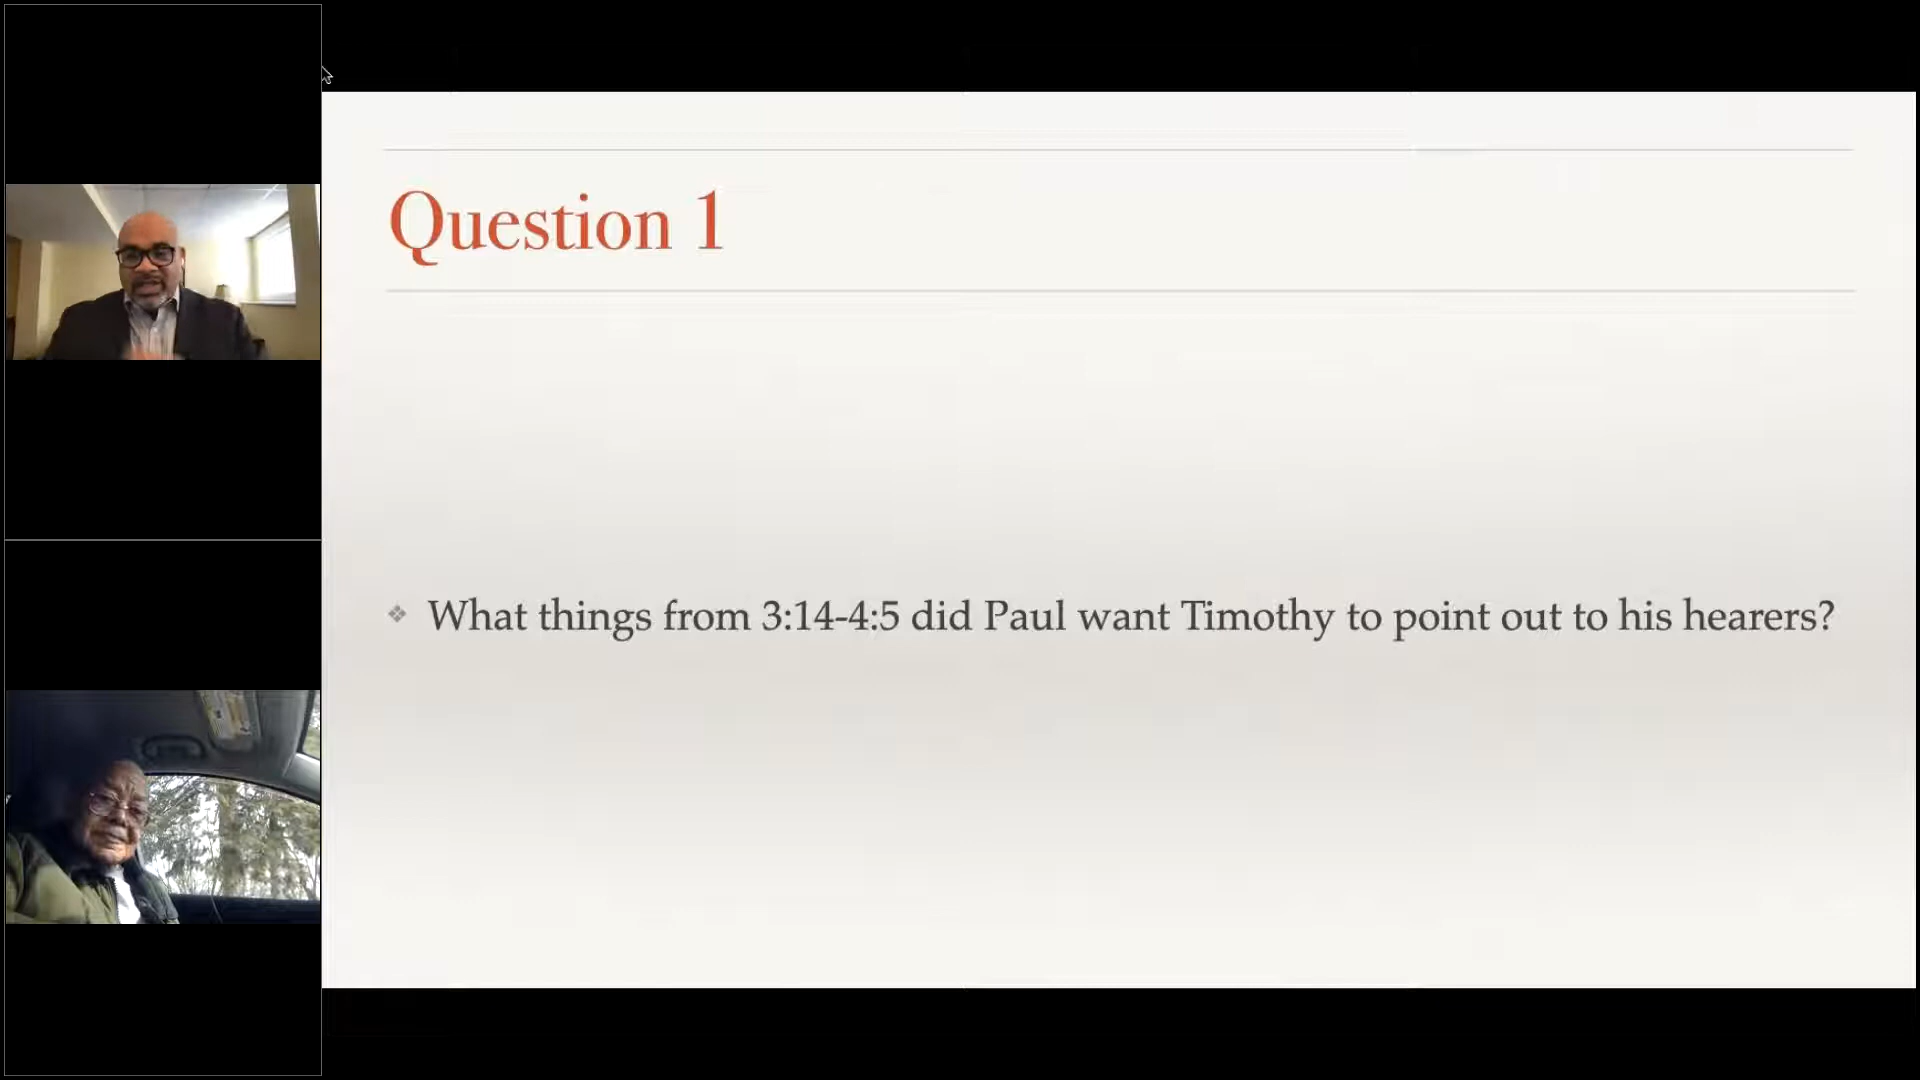 Question 1
❖ What things from 3:14-4:5 did Paul want Timothy to point out to his hearers?